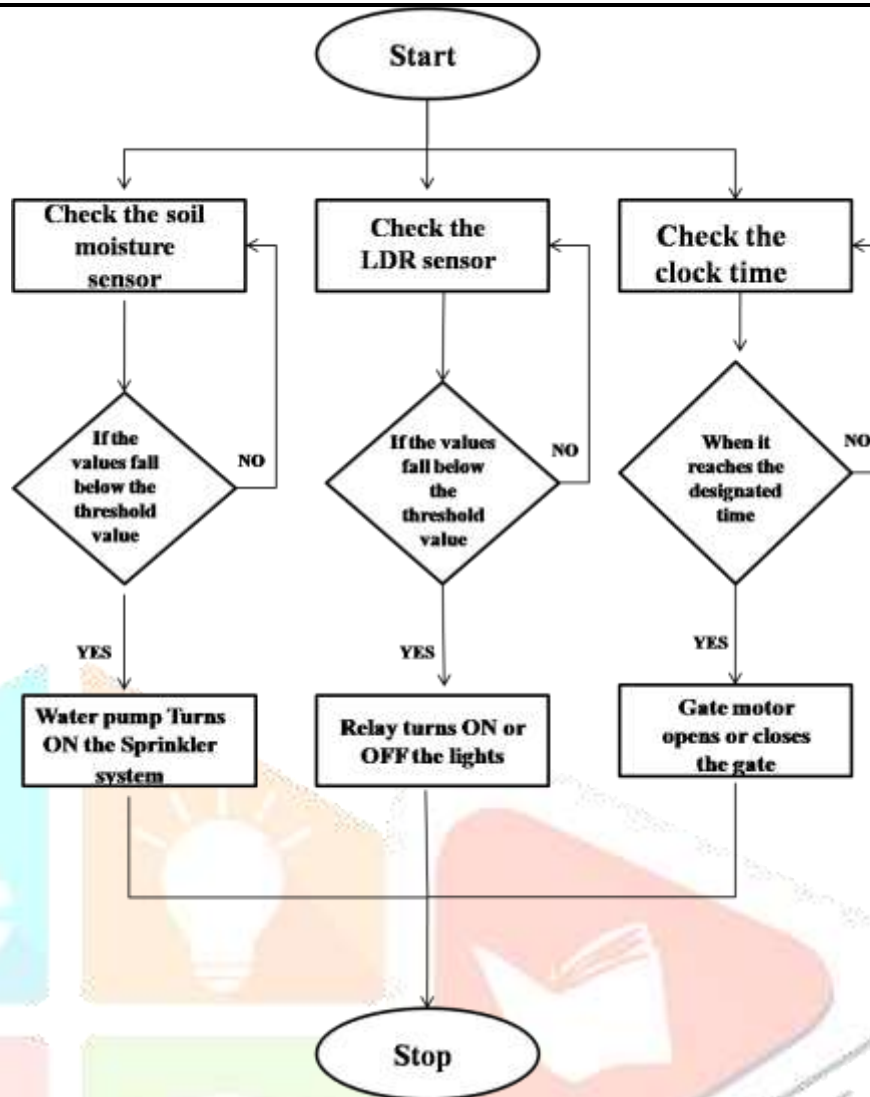 Start
Check the soil
moisture
sensor
Check the
LDR sensor
Check the
clock time
If the
values fall
below the
threshold
value
NO
If the values
fall below
the
threshold
value
NO
When it
reaches the
designated
time
NO
YES
YES
YES
Water pump Turns
ON the Sprinkler
system
Relay turns ON or
OFF the lights
Gate motor
opens or closes
the gate
Stop